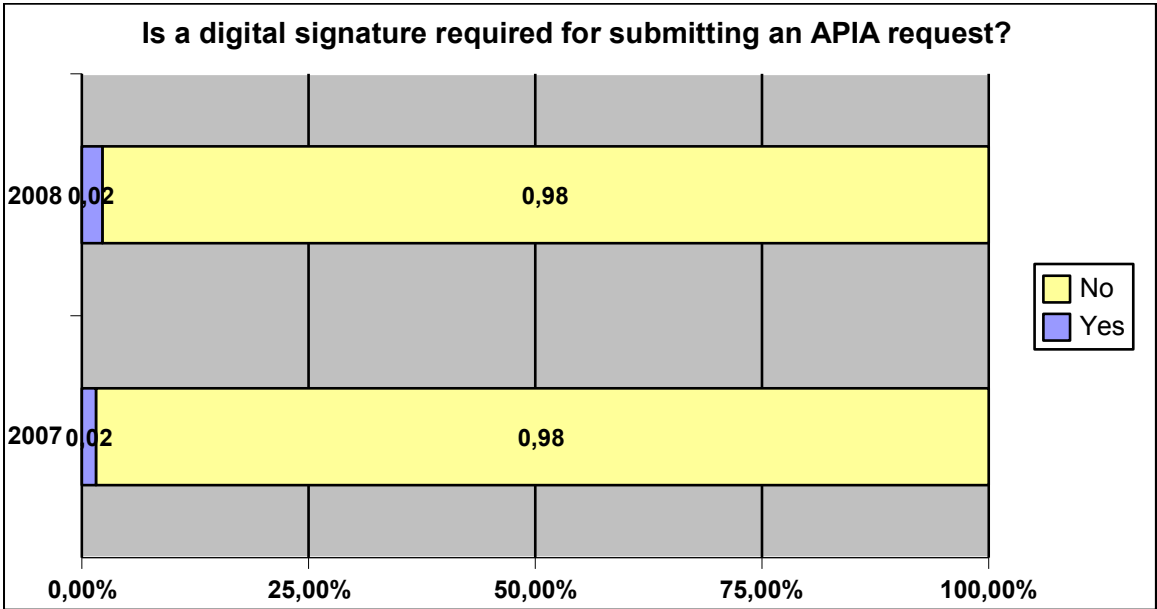 Is a digital signature required for submitting an APIA request?
2008 0,02 0,98
No
Yes
2007 0,02 0,98
0,00% 25,00% 50,00% 75,00% 100,00%